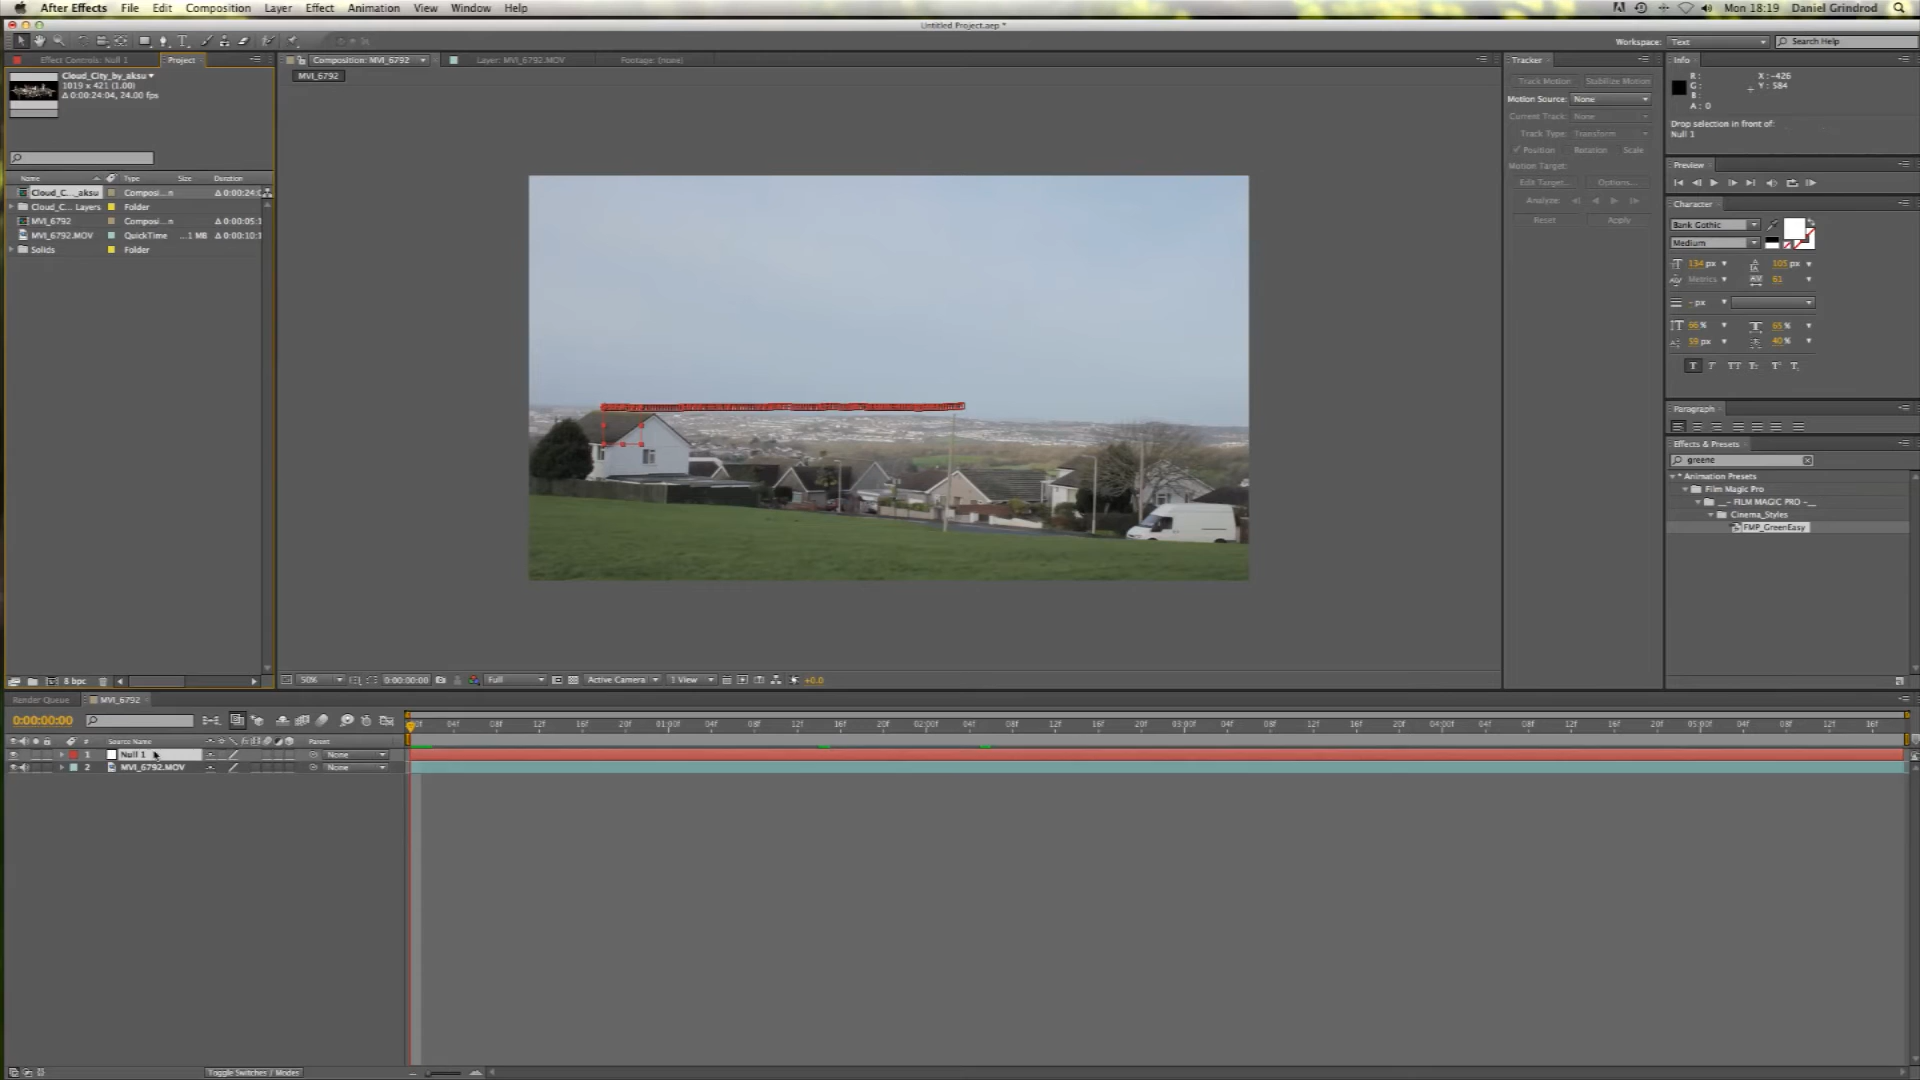 After Effects File Edit Composition Layer Effect Animation View Window Help
Mon 18:19 Daniel Grindrod
Untitled Project.aep *
Workspace: Text Search Help
Effect Controls: Null 1 Project
Composition: MVI_6792 Layer: MVI_6792.MOV Footage: (none)
MVI_6792
Cloud_City_by_aksu
1019 x 421 (1.00)
Δ 0:00:24:04, 24.00 fps
Name Type Size Duration
Cloud_C..._aksu Composi...n Δ 0:00:24:0
Cloud_C... Layers Folder
MVI_6792 Composi...n Δ 0:00:05:1
MVI_6792.MOV QuickTime ...1 MB Δ 0:00:10:1
Solids Folder
8 bpc
50% 0:00:00:00 Full Active Camera 1 View +0.0
Tracker
Track Motion Stabilize Motion
Motion Source: None
Current Track: None
Track Type: Transform
Position Rotation Scale
Motion Target:
Edit Target... Options...
Analyze:
Reset Apply
Info
R: X: -426
G: Y: 584
B:
A: 0
Drop selection in front of:
Null 1
Preview
Character
Bank Gothic
Medium
134 px 105 px
Metrics 61
- px
66 % 65 %
59 px 40 %
T T TT Tr T' T,
Paragraph
Effects & Presets
greene
* Animation Presets
Film Magic Pro
__- FILM MAGIC PRO -__
Cinema_Styles
FMP_GreenEasy
Render Queue MVI_6792
0:00:00:00
# Source Name Parent
1 Null 1 None
2 MVI_6792.MOV None
00f 04f 08f 12f 16f 20f 01:00f 04f 08f 12f 16f 20f 02:00f 04f 08f 12f 16f 20f 03:00f 04f 08f 12f 16f 20f 04:00f 04f 08f 12f 16f 20f 05:00f 04f 08f 12f 16f
Toggle Switches / Modes